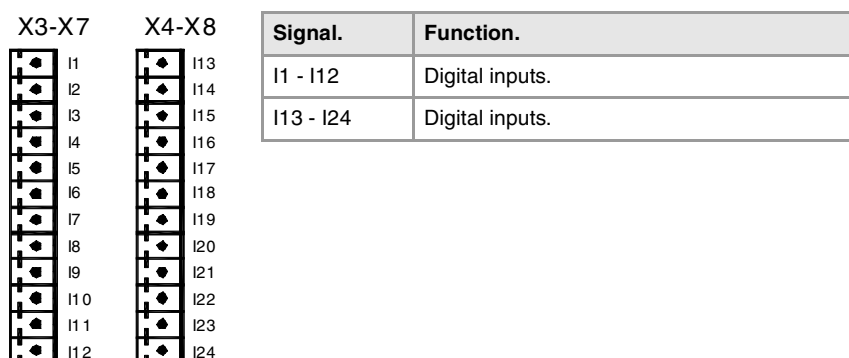 X3-X7
I1
I2
I3
I4
I5
I6
I7
I8
I9
I10
I11
I12
X4-X8
I13
I14
I15
I16
I17
I18
I19
I20
I21
I22
I23
I24
Signal. Function.
I1 - I12 Digital inputs.
I13 - I24 Digital inputs.